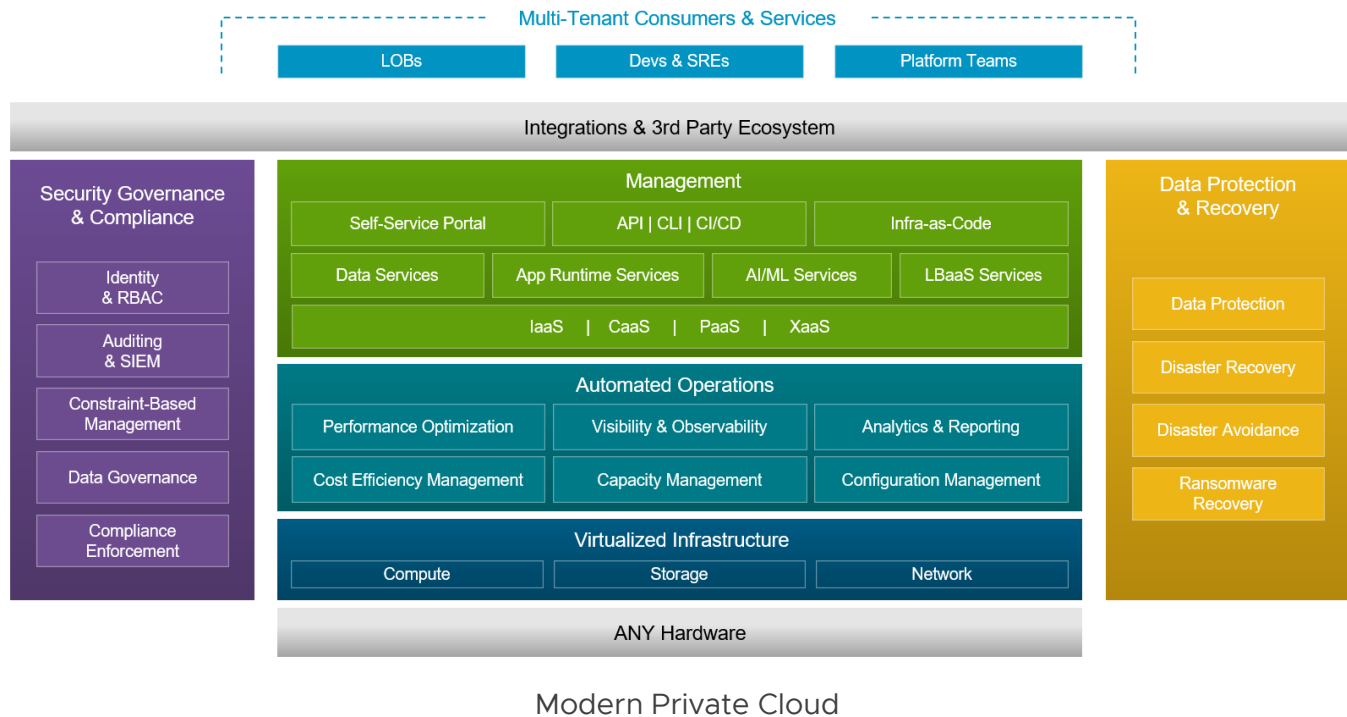 Multi-Tenant Consumers & Services
LOBs
Devs & SREs
Platform Teams
Integrations & 3rd Party Ecosystem
Security Governance
& Compliance
Identity
& RBAC
Auditing
& SIEM
Constraint-Based
Management
Data Governance
Compliance
Enforcement
Management
Self-Service Portal
API | CLI | CI/CD
Infra-as-Code
Data Services
App Runtime Services
AI/ML Services
LBaaS Services
IaaS | CaaS | PaaS | XaaS
Automated Operations
Performance Optimization
Visibility & Observability
Analytics & Reporting
Cost Efficiency Management
Capacity Management
Configuration Management
Virtualized Infrastructure
Compute
Storage
Network
Data Protection
& Recovery
Data Protection
Disaster Recovery
Disaster Avoidance
Ransomware
Recovery
ANY Hardware
Modern Private Cloud